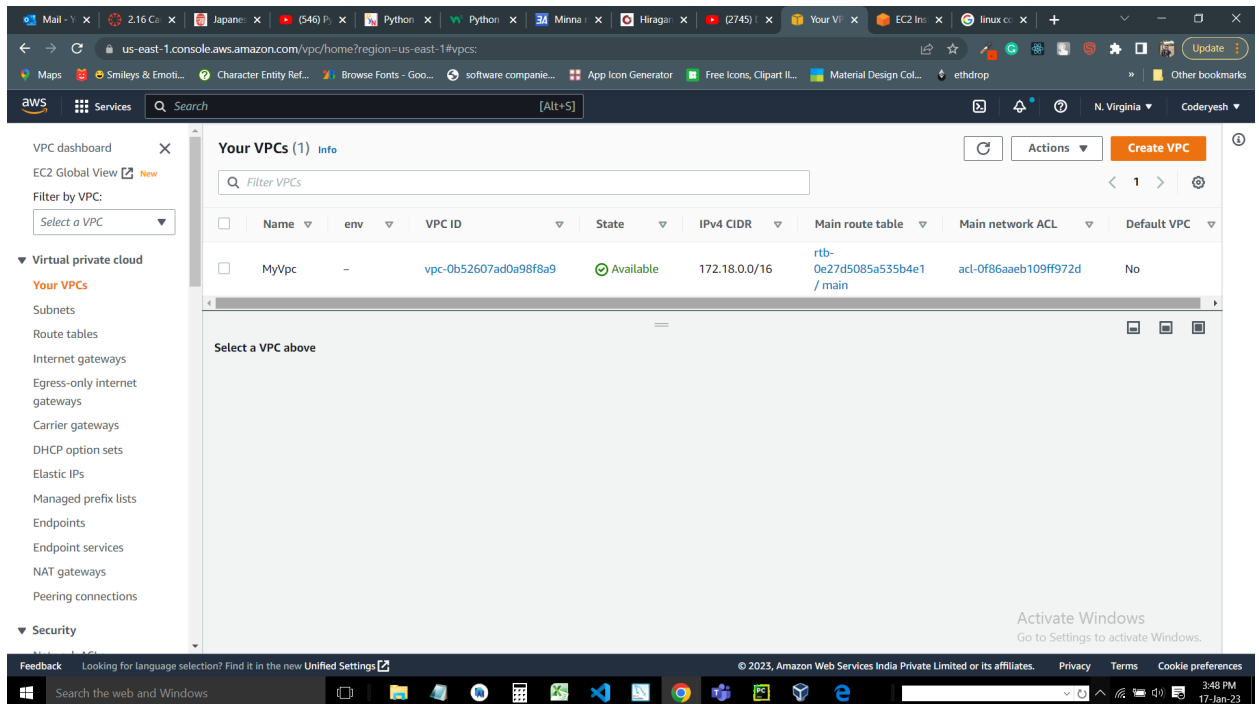 Mail - Y
2.16 Ca
Japane
(546) P
Python
Python
Minna
Hiragan
(2745)
Your VP
EC2 Ins
linux co
us-east-1.console.aws.amazon.com/vpc/home?region=us-east-1#vpcs:
Update
Maps
Smileys & Emoti...
Character Entity Ref...
Browse Fonts - Goo...
software companie...
App Icon Generator
Free Icons, Clipart Il...
Material Design Col...
ethdrop
»
Other bookmarks
aws
Services
Search
[Alt+S]
N. Virginia
Coderyesh
VPC dashboard
EC2 Global View
New
Filter by VPC:
Select a VPC
Virtual private cloud
Your VPCs
Subnets
Route tables
Internet gateways
Egress-only internet
gateways
Carrier gateways
DHCP option sets
Elastic IPs
Managed prefix lists
Endpoints
Endpoint services
NAT gateways
Peering connections
Security
Your VPCs (1) Info
Actions
Create VPC
Filter VPCs
1
Name
env
VPC ID
State
IPv4 CIDR
Main route table
Main network ACL
Default VPC
MyVpc
–
vpc-0b52607ad0a98f8a9
Available
172.18.0.0/16
rtb-
0e27d5085a535b4e1
/ main
acl-0f86aaeb109ff972d
No
Select a VPC above
Activate Windows
Go to Settings to activate Windows.
Feedback
Looking for language selection? Find it in the new Unified Settings
© 2023, Amazon Web Services India Private Limited or its affiliates.
Privacy
Terms
Cookie preferences
Search the web and Windows
3:48 PM
17-Jan-23